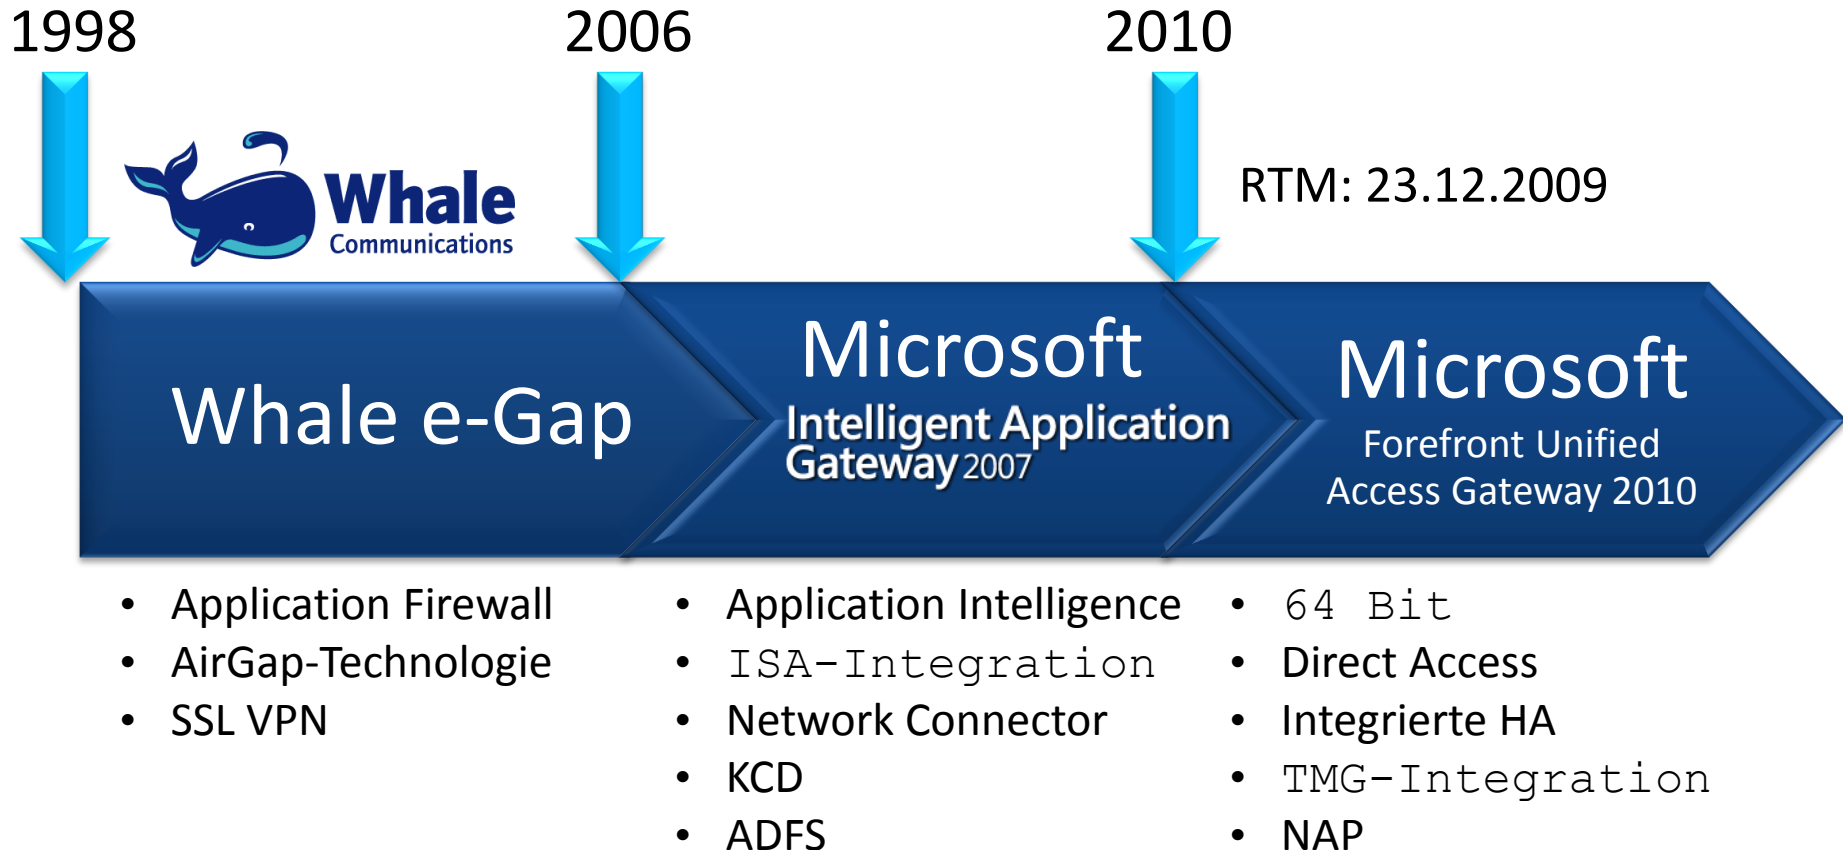 1998
2006
2010
Whale
Communications
RTM: 23.12.2009
Whale e-Gap
Microsoft
Intelligent Application
Gateway 2007
Microsoft
Forefront Unified
Access Gateway 2010
• Application Firewall
• AirGap-Technologie
• SSL VPN
• Application Intelligence
• ISA-Integration
• Network Connector
• KCD
• ADFS
• 64 Bit
• Direct Access
• Integrierte HA
• TMG-Integration
• NAP